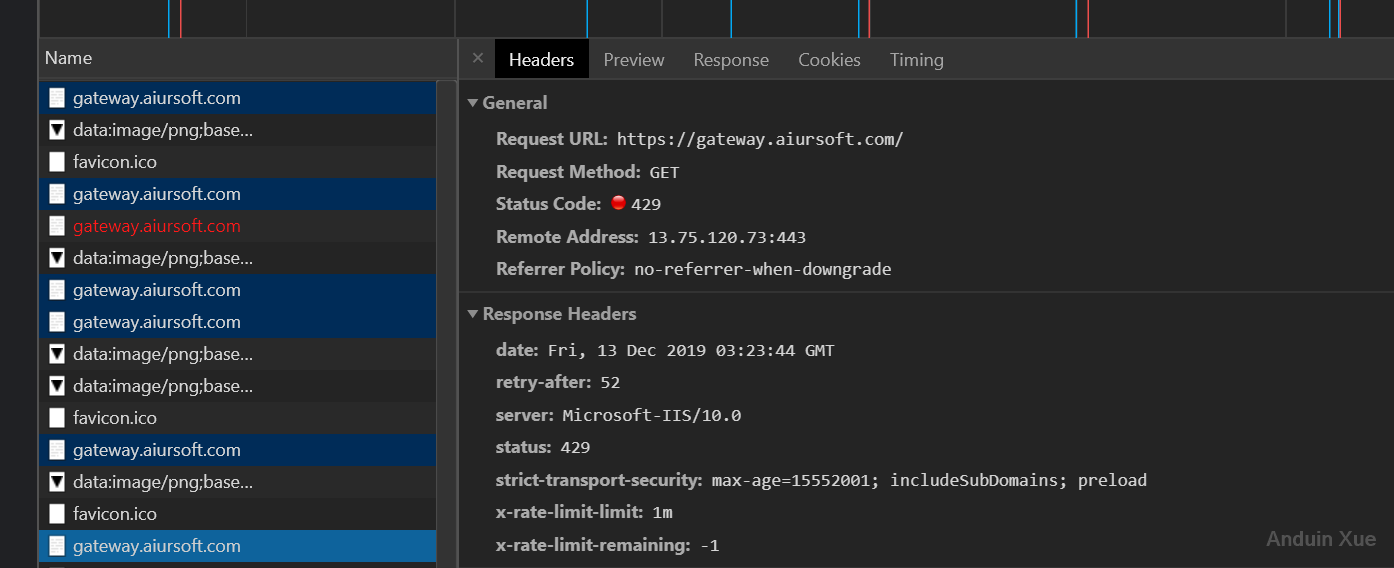 Name
gateway.aiursoft.com
data:image/png;base...
favicon.ico
gateway.aiursoft.com
gateway.aiursoft.com
data:image/png;base...
gateway.aiursoft.com
gateway.aiursoft.com
data:image/png;base...
data:image/png;base...
favicon.ico
gateway.aiursoft.com
data:image/png;base...
favicon.ico
gateway.aiursoft.com
× Headers Preview Response Cookies Timing
General
Request URL: https://gateway.aiursoft.com/
Request Method: GET
Status Code: 429
Remote Address: 13.75.120.73:443
Referrer Policy: no-referrer-when-downgrade
Response Headers
date: Fri, 13 Dec 2019 03:23:44 GMT
retry-after: 52
server: Microsoft-IIS/10.0
status: 429
strict-transport-security: max-age=15552001; includeSubDomains; preload
x-rate-limit-limit: 1m
x-rate-limit-remaining: -1
Anduin Xue